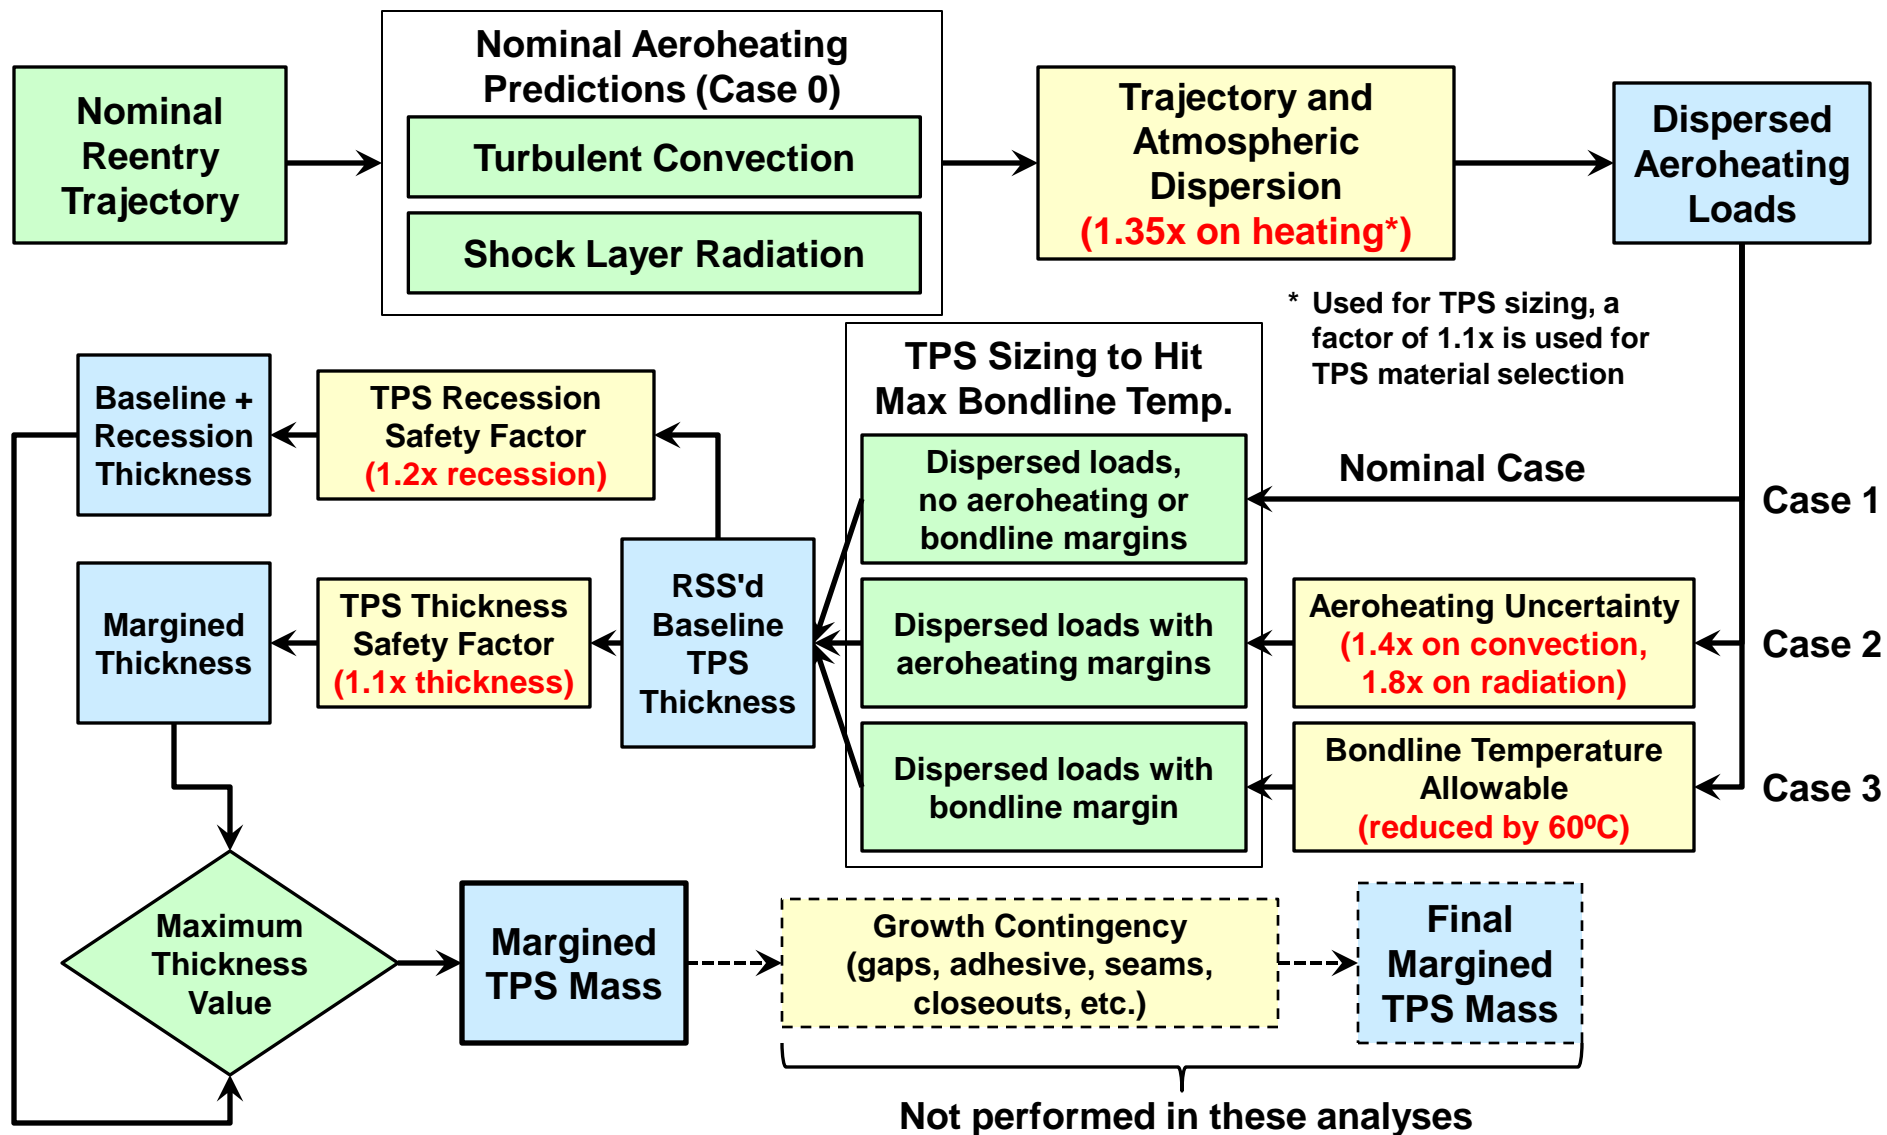 Nominal
Reentry
Trajectory
Nominal Aeroheating
Predictions (Case 0)
Turbulent Convection
Shock Layer Radiation
Trajectory and
Atmospheric
Dispersion
(1.35x on heating*)
Dispersed
Aeroheating
Loads
* Used for TPS sizing, a
factor of 1.1x is used for
TPS material selection
Baseline +
Recession
Thickness
TPS Recession
Safety Factor
(1.2x recession)
TPS Sizing to Hit
Max Bondline Temp.
Dispersed loads,
no aeroheating or
bondline margins
Nominal Case
Case 1
Margined
Thickness
TPS Thickness
Safety Factor
(1.1x thickness)
RSS'd
Baseline
TPS
Thickness
Dispersed loads with
aeroheating margins
Aeroheating Uncertainty
(1.4x on convection,
1.8x on radiation)
Case 2
Dispersed loads with
bondline margin
Bondline Temperature
Allowable
(reduced by 60ºC)
Case 3
Maximum
Thickness
Value
Margined
TPS Mass
Growth Contingency
(gaps, adhesive, seams,
closeouts, etc.)
Final
Margined
TPS Mass
Not performed in these analyses